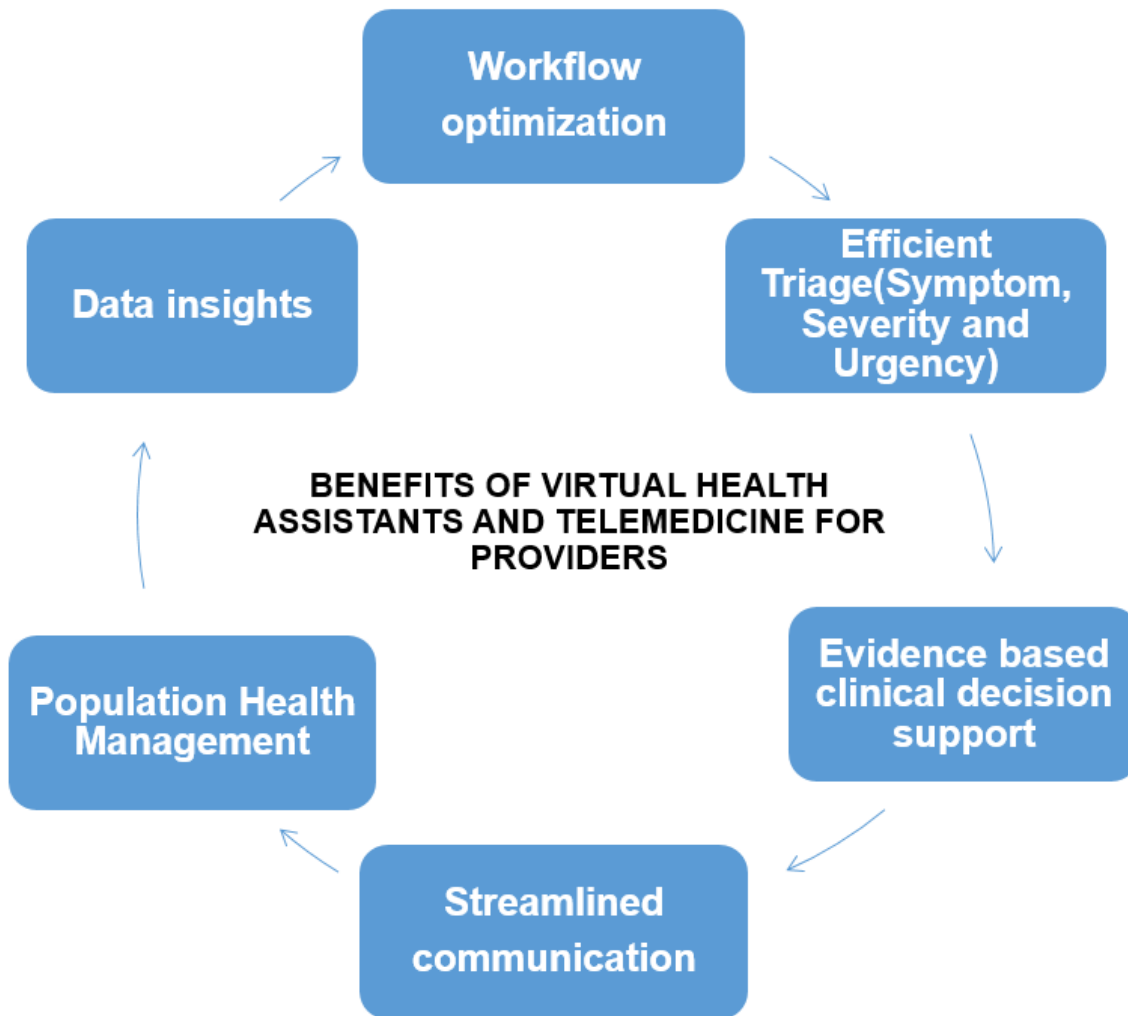 Workflow
optimization
Efficient
Triage(Symptom,
Severity and
Urgency)
Data insights
BENEFITS OF VIRTUAL HEALTH
ASSISTANTS AND TELEMEDICINE FOR
PROVIDERS
Evidence based
clinical decision
support
Population Health
Management
Streamlined
communication